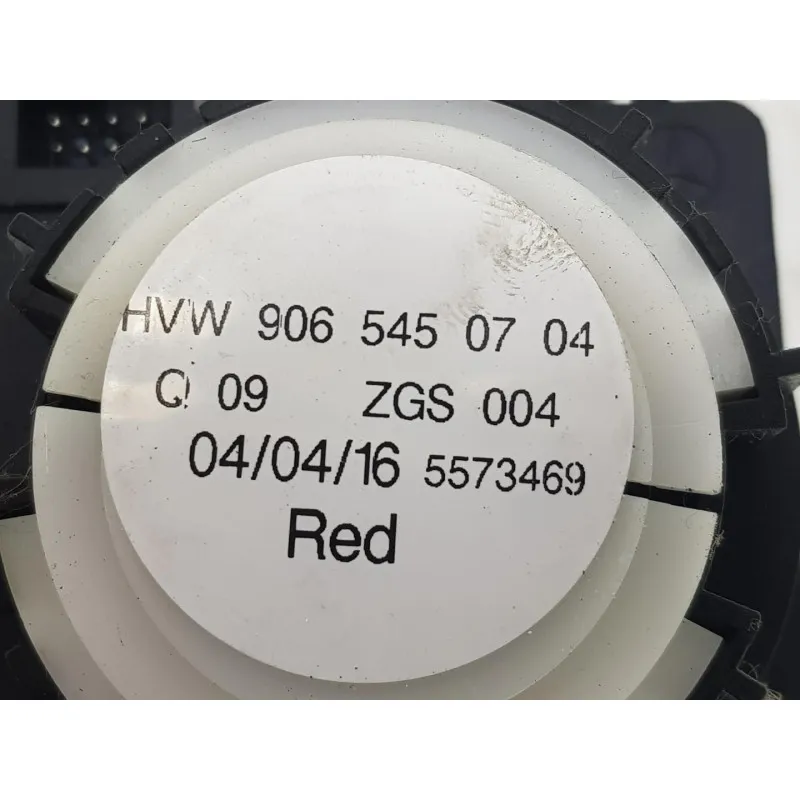 HVW 906 545 07 04
Q 09 ZGS 004
04/04/16 5573469
Red